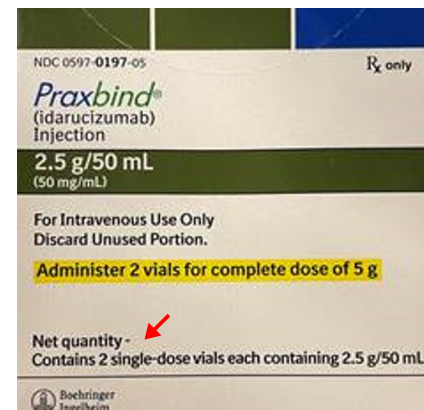 NDC 0597-0197-05
Rx only
Praxbind®
(idarucizumab)
Injection
2.5 g/50 mL
(50 mg/mL)
For Intravenous Use Only
Discard Unused Portion.
Administer 2 vials for complete dose of 5 g
Net quantity -
Contains 2 single-dose vials each containing 2.5 g/50 mL
Boehringer
Ingelheim